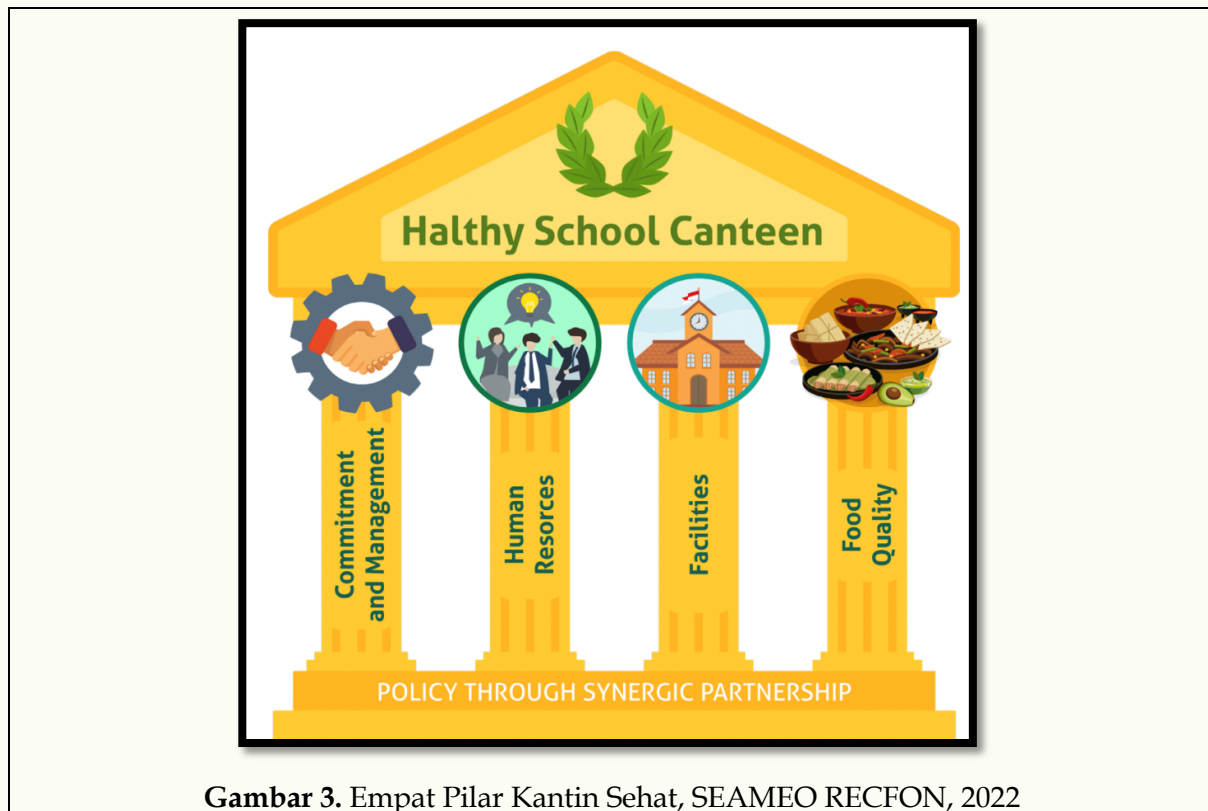 Halthy School Canteen
Commitment
and Management
Human
Resorces
Facilities
Food
Quality
POLICY THROUGH SYNERGIC PARTNERSHIP
Gambar 3. Empat Pilar Kantin Sehat, SEAMEO RECFON, 2022